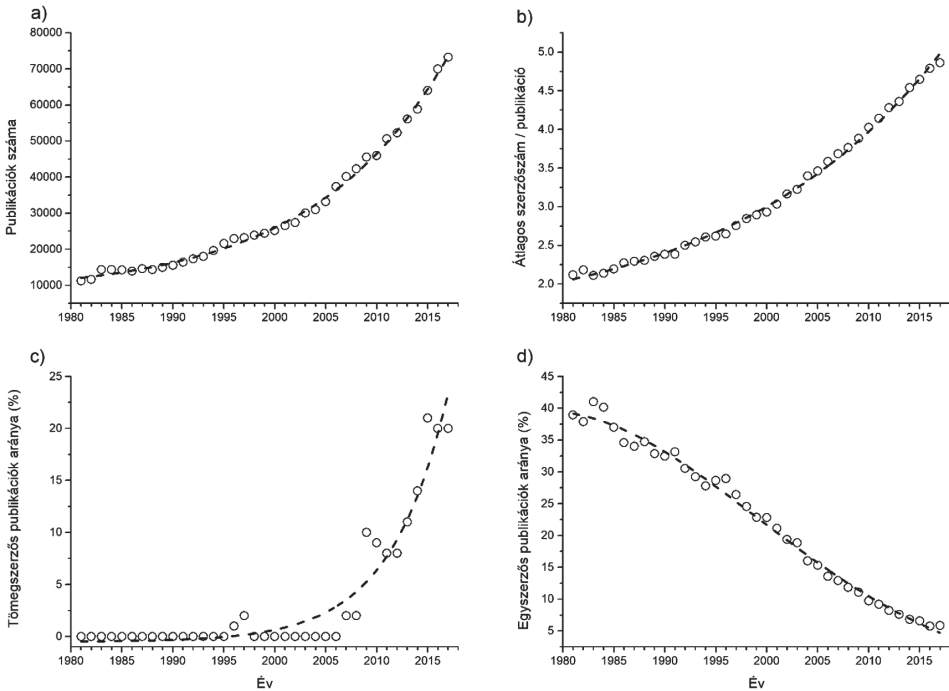 a)
Publikációk száma
80000
70000
60000
50000
40000
30000
20000
10000
1980 1985 1990 1995 2000 2005 2010 2015
b)
Átlagos szerzőszám / publikáció
5.0
4.5
4.0
3.5
3.0
2.5
2.0
1980 1985 1990 1995 2000 2005 2010 2015
c)
Tömegszerzős publikációk aránya (%)
25
20
15
10
5
0
1980 1985 1990 1995 2000 2005 2010 2015
Év
d)
Egyszerzős publikációk aránya (%)
45
40
35
30
25
20
15
10
5
1980 1985 1990 1995 2000 2005 2010 2015
Év